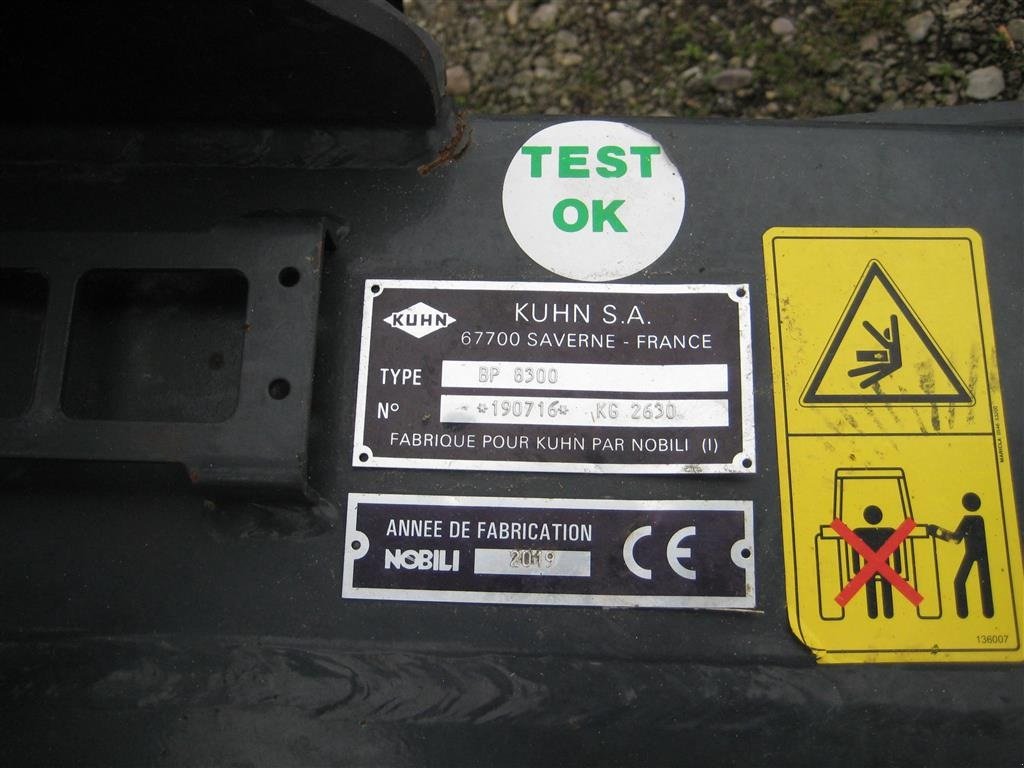 TEST
OK
KUHN
KUHN S.A.
67700 SAVERNE - FRANCE
TYPE BP 8300
N° *190716* KG 2630
FABRIQUE POUR KUHN PAR NOBILI (I)
ANNEE DE FABRICATION
NOBILI 2019
CE
136007